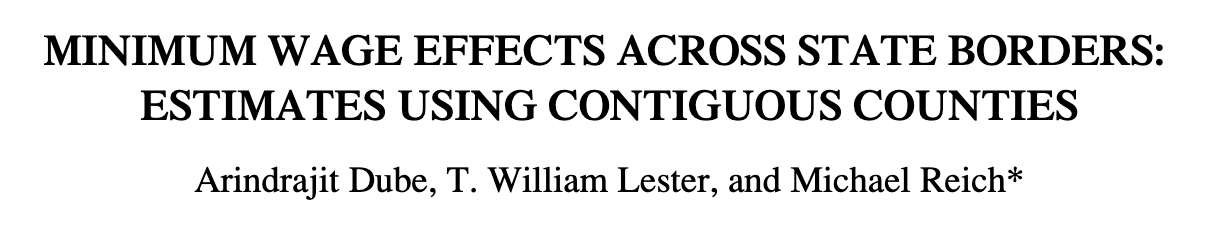 MINIMUM WAGE EFFECTS ACROSS STATE BORDERS:
ESTIMATES USING CONTIGUOUS COUNTIES
Arindrajit Dube, T. William Lester, and Michael Reich*